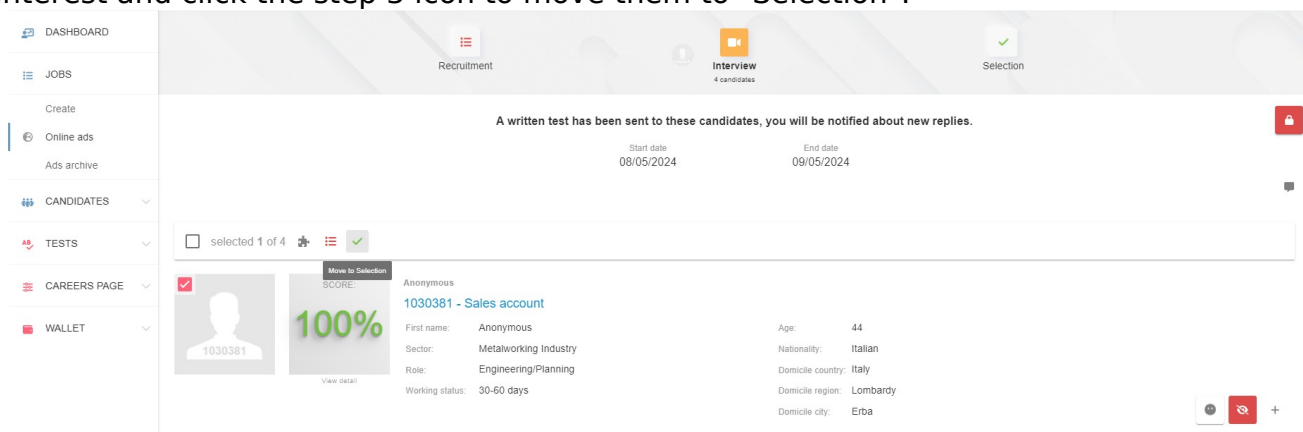 interest and click the step 3 icon to move them to "Selection".
DASHBOARD
JOBS
Create
Online ads
Ads archive
CANDIDATES
TESTS
CAREERS PAGE
WALLET
Recruitment
Interview
4 candidates
Selection
A written test has been sent to these candidates, you will be notified about new replies.
Start date
08/05/2024
End date
09/05/2024
selected 1 of 4
Move to Selection
1030381
SCORE:
100%
View detail
Anonymous
1030381 - Sales account
First name: Anonymous
Sector: Metalworking Industry
Role: Engineering/Planning
Working status: 30-60 days
Age: 44
Nationality: Italian
Domicile country: Italy
Domicile region: Lombardy
Domicile city: Erba